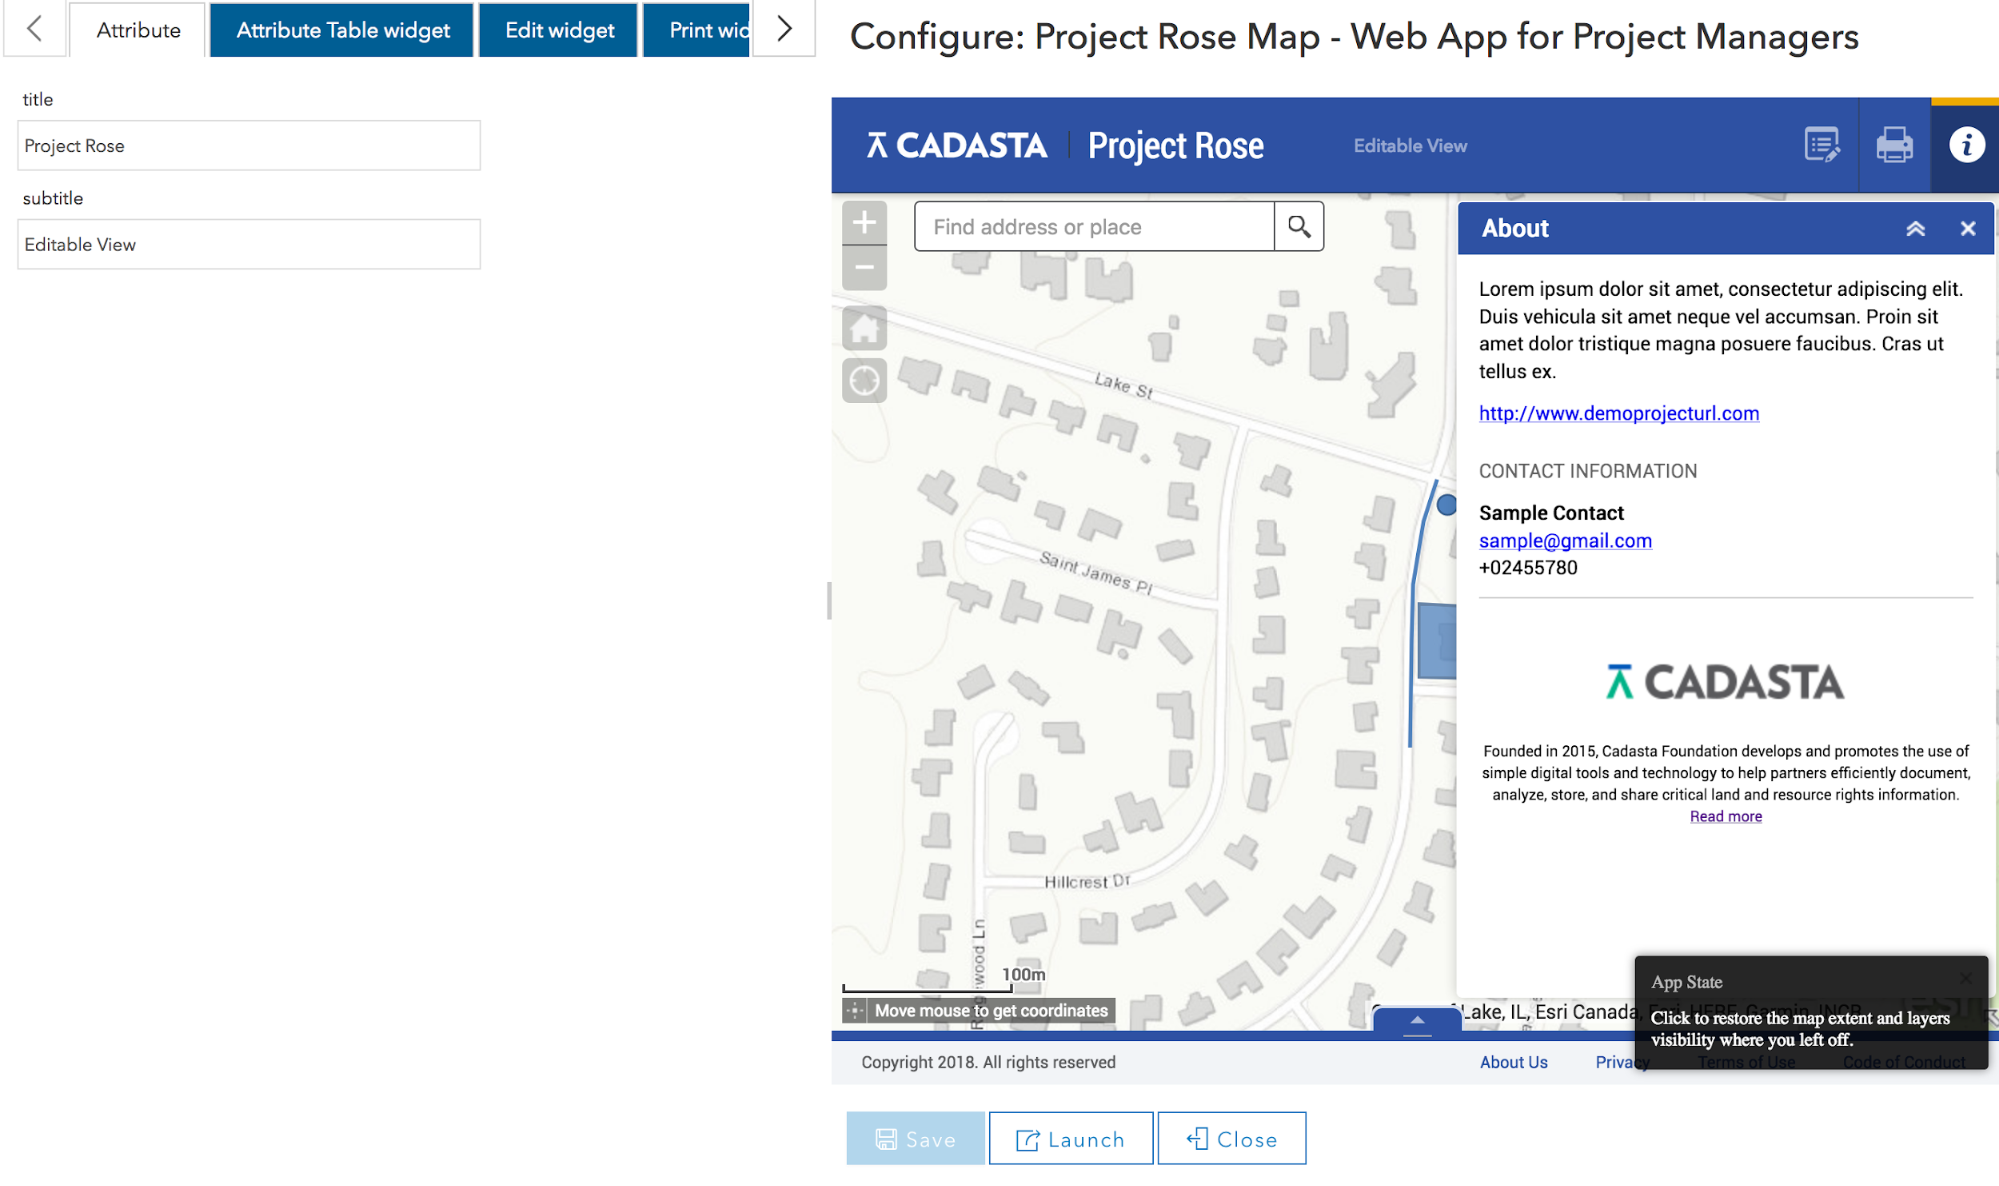 Attribute
Attribute Table widget
Edit widget
Print wid
title
Project Rose
subtitle
Editable View
Configure: Project Rose Map - Web App for Project Managers
CADASTA
Project Rose
Editable View
Find address or place
About
Lorem ipsum dolor sit amet, consectetur adipiscing elit.
Duis vehicula sit amet neque vel accumsan. Proin sit
amet dolor tristique magna posuere faucibus. Cras ut
tellus ex.
http://www.demoprojecturl.com
CONTACT INFORMATION
Sample Contact
sample@gmail.com
+02455780
CADASTA
Founded in 2015, Cadasta Foundation develops and promotes the use of
simple digital tools and technology to help partners efficiently document,
analyze, store, and share critical land and resource rights information.
Read more
Lake St
Saint James Pl
Hillcrest Dr
wood Ln
100m
Move mouse to get coordinates
Lake, IL, Esri Canada, Esri, HERE, Garmin, INCR
App State
Click to restore the map extent and layers
visibility where you left off.
Copyright 2018. All rights reserved
About Us
Privacy
Terms of Use
Code of Conduct
Save
Launch
Close